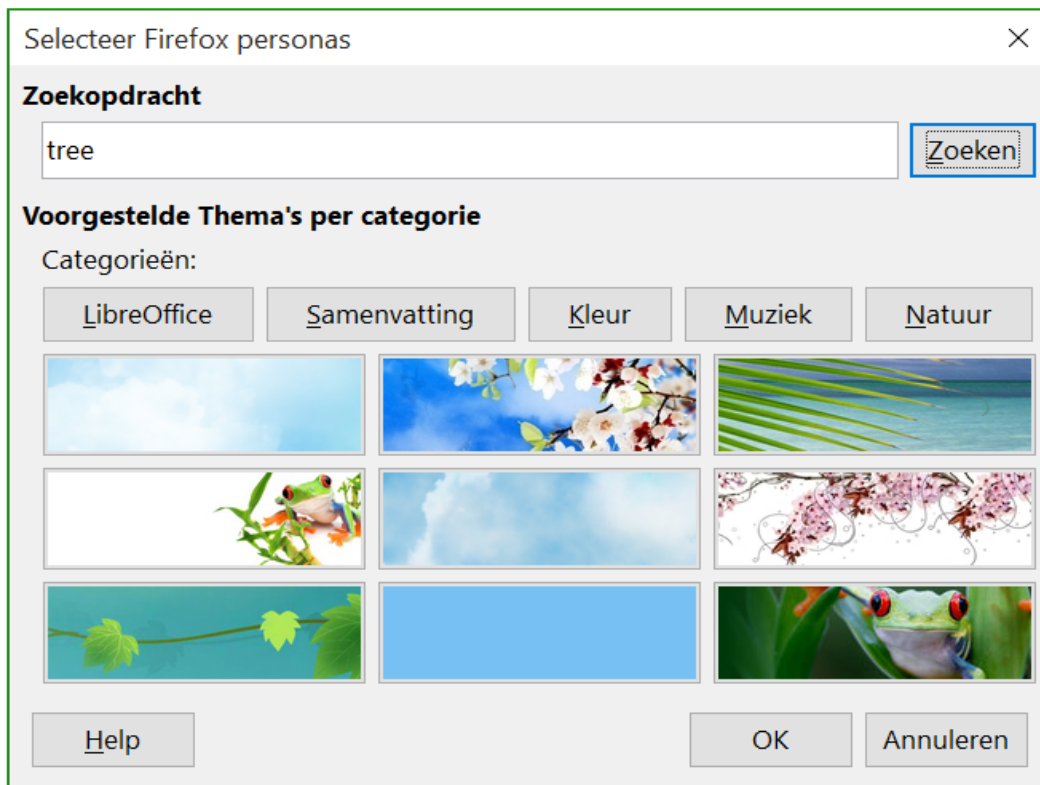 Selecteer Firefox personas
Zoekopdracht
tree Zoeken
Voorgestelde Thema's per categorie
Categorieën:
LibreOffice Samenvatting Kleur Muziek Natuur
Help OK Annuleren